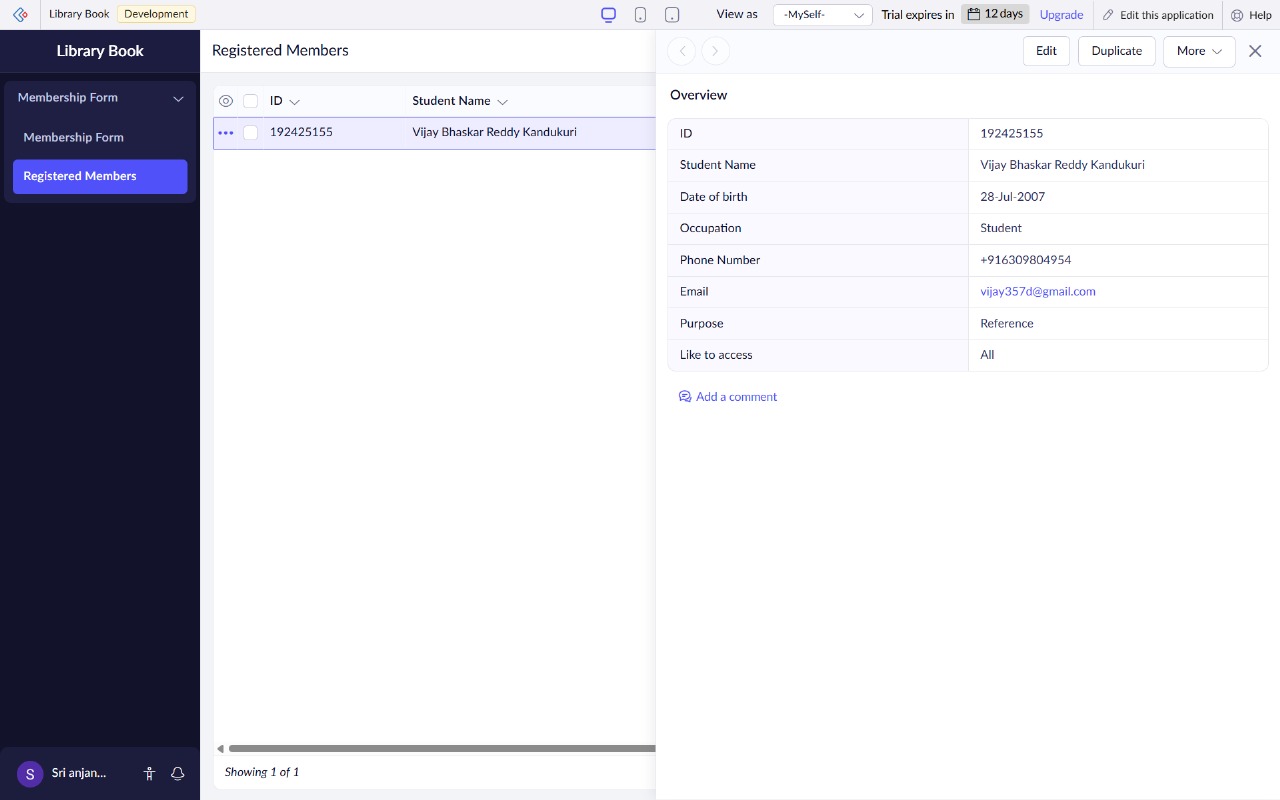 Library Book Development View as -MySelf- Trial expires in 12 days Upgrade Edit this application Help
Library Book
Membership Form
Membership Form
Registered Members
Sri anjan...
S
Registered Members
ID Student Name
192425155 Vijay Bhaskar Reddy Kandukuri
Showing 1 of 1
Edit Duplicate More
Overview
ID 192425155
Student Name Vijay Bhaskar Reddy Kandukuri
Date of birth 28-Jul-2007
Occupation Student
Phone Number +916309804954
Email vijay357d@gmail.com
Purpose Reference
Like to access All
Add a comment